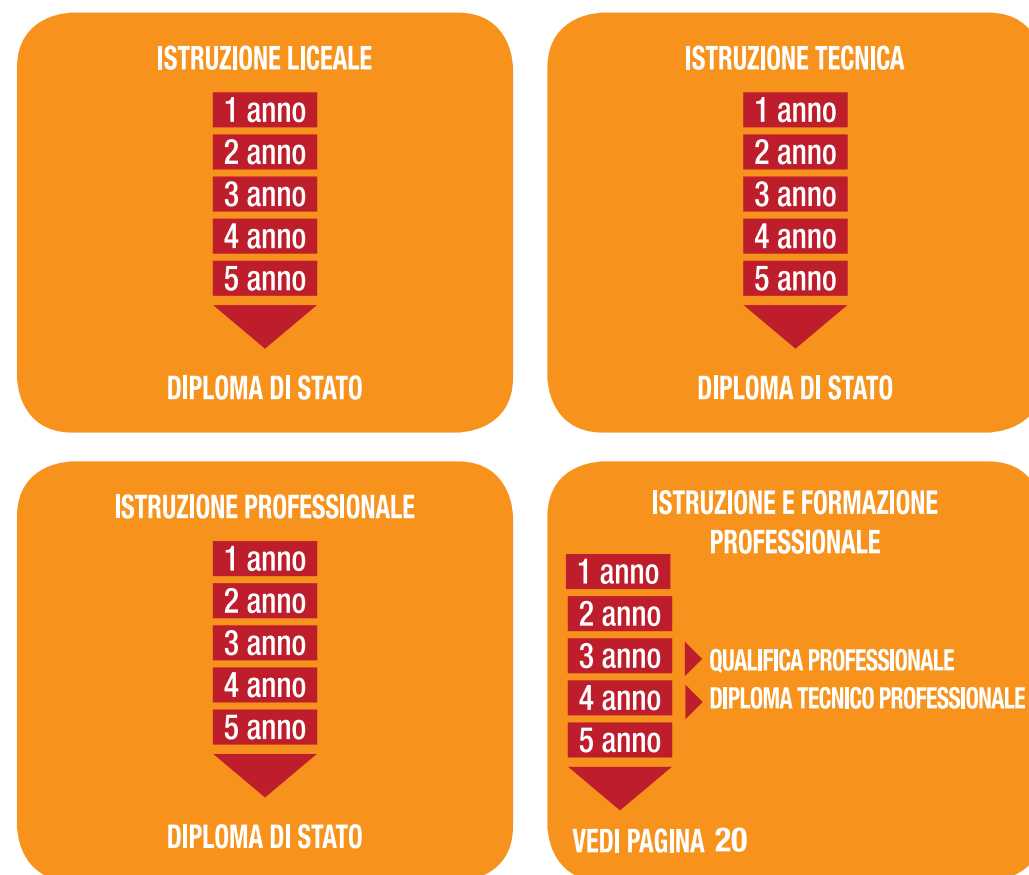 ISTRUZIONE LICEALE
1 anno
2 anno
3 anno
4 anno
5 anno
DIPLOMA DI STATO
ISTRUZIONE TECNICA
1 anno
2 anno
3 anno
4 anno
5 anno
DIPLOMA DI STATO
ISTRUZIONE PROFESSIONALE
1 anno
2 anno
3 anno
4 anno
5 anno
DIPLOMA DI STATO
ISTRUZIONE E FORMAZIONE
PROFESSIONALE
1 anno
2 anno
3 anno QUALIFICA PROFESSIONALE
4 anno DIPLOMA TECNICO PROFESSIONALE
5 anno
VEDI PAGINA 20